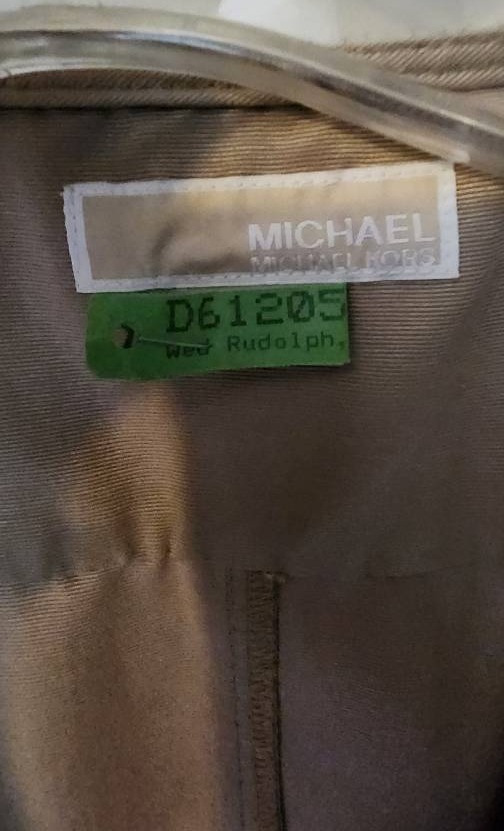 MICHAEL
MICHAEL KORS
D61205
Wed Rudolph,